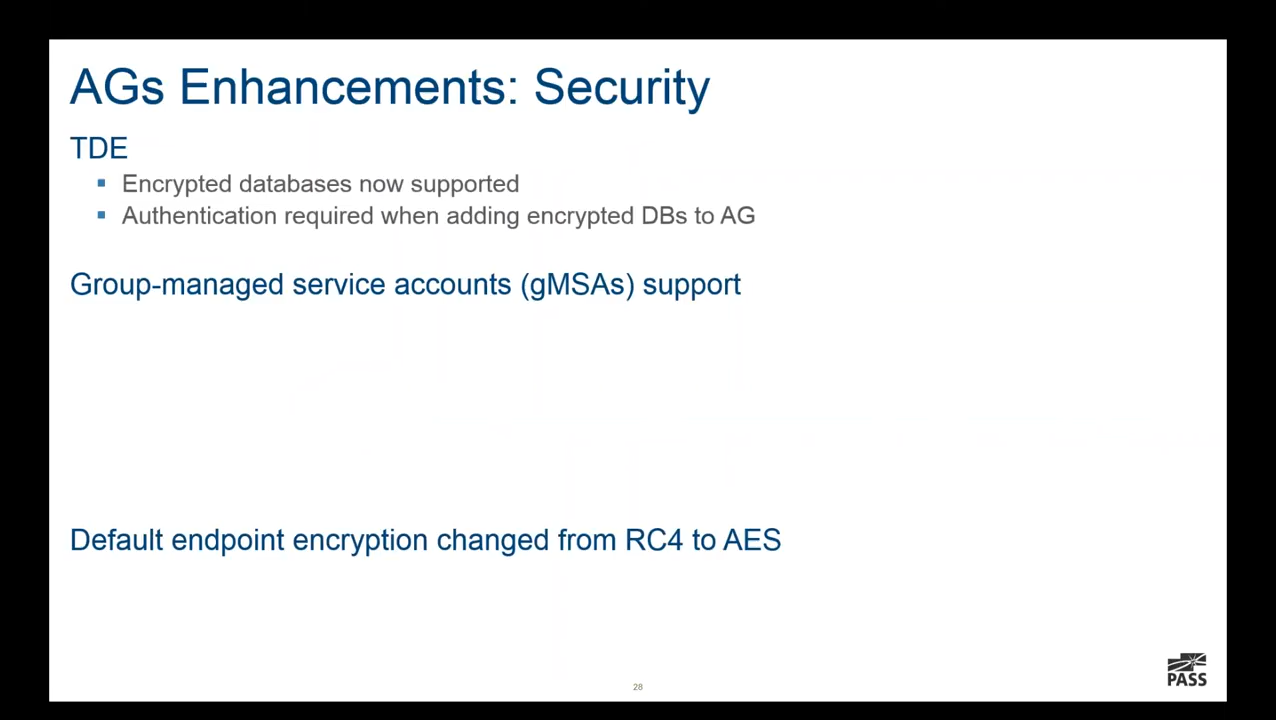 AGs Enhancements: Security
TDE
Encrypted databases now supported
Authentication required when adding encrypted DBs to AG
Group-managed service accounts (gMSAs) support
Default endpoint encryption changed from RC4 to AES
28
PASS